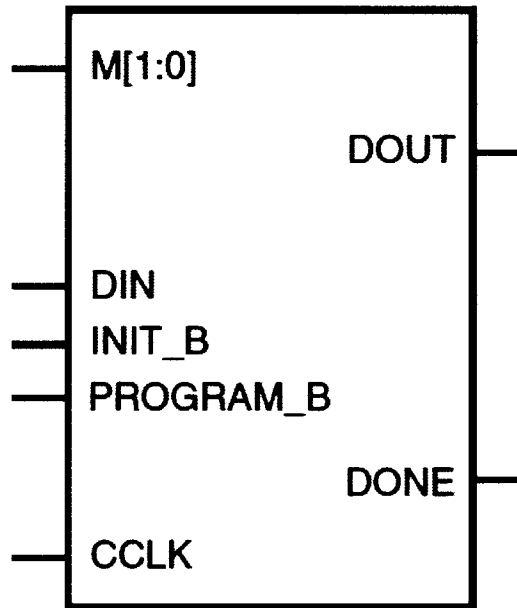 M[1:0]
DOUT
DIN
INIT_B
PROGRAM_B
DONE
CCLK